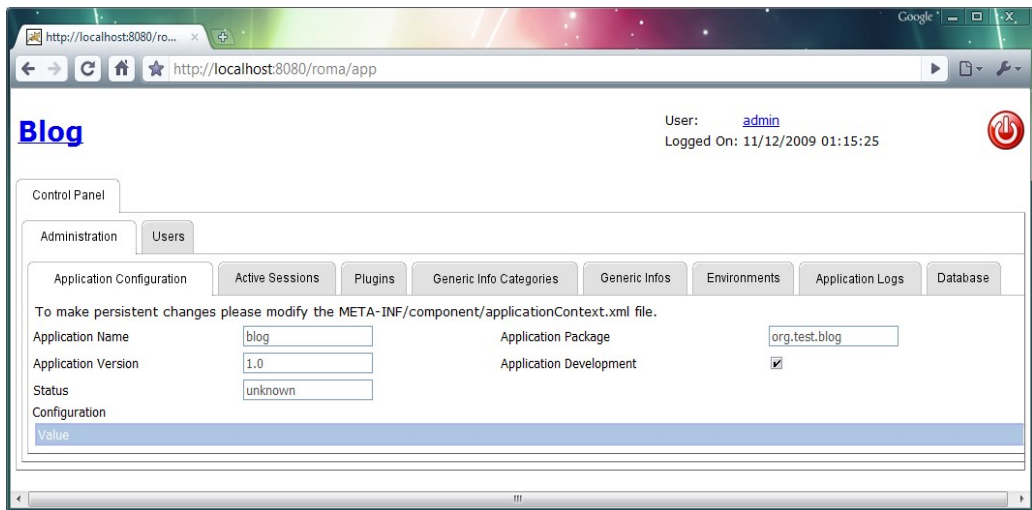 Google
http://localhost:8080/ro...
http://localhost:8080/roma/app
Blog
User: admin
Logged On: 11/12/2009 01:15:25
Control Panel
Administration Users
Application Configuration Active Sessions Plugins Generic Info Categories Generic Infos Environments Application Logs Database
To make persistent changes please modify the META-INF/component/applicationContext.xml file.
Application Name blog Application Package org.test.blog
Application Version 1.0 Application Development
Status unknown
Configuration
Value